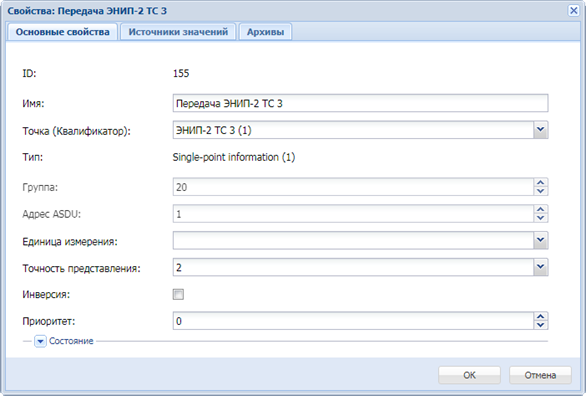 Свойства: Передача ЭНИП-2 ТС 3
Основные свойства Источники значений Архивы
ID: 155
Имя: Передача ЭНИП-2 ТС 3
Точка (Квалификатор): ЭНИП-2 ТС 3 (1)
Тип: Single-point information (1)
Группа: 20
Адрес ASDU: 1
Единица измерения:
Точность представления: 2
Инверсия:
Приоритет: 0
Состояние
ОК Отмена